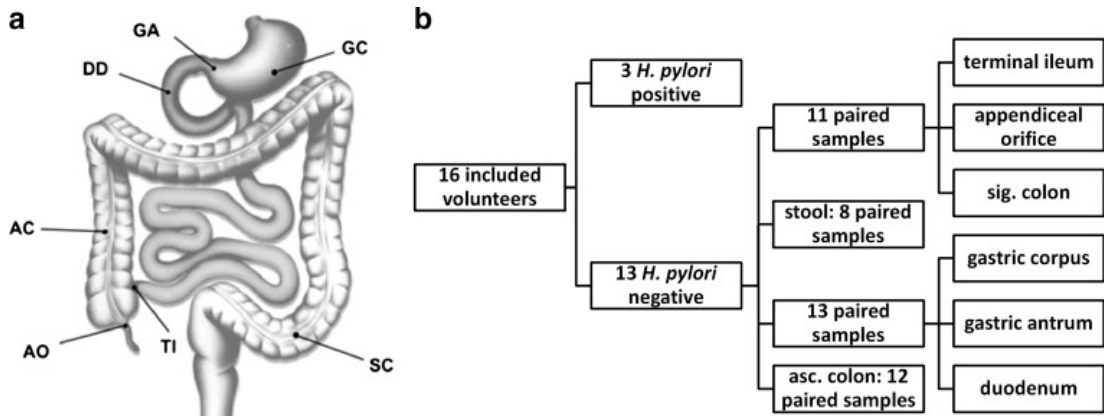 a
GA
GC
DD
AC
AO
TI
SC
b
16 included
volunteers
3 H. pylori
positive
13 H. pylori
negative
11 paired
samples
stool: 8 paired
samples
13 paired
samples
asc. colon: 12
paired samples
terminal ileum
appendiceal
orifice
sig. colon
gastric corpus
gastric antrum
duodenum